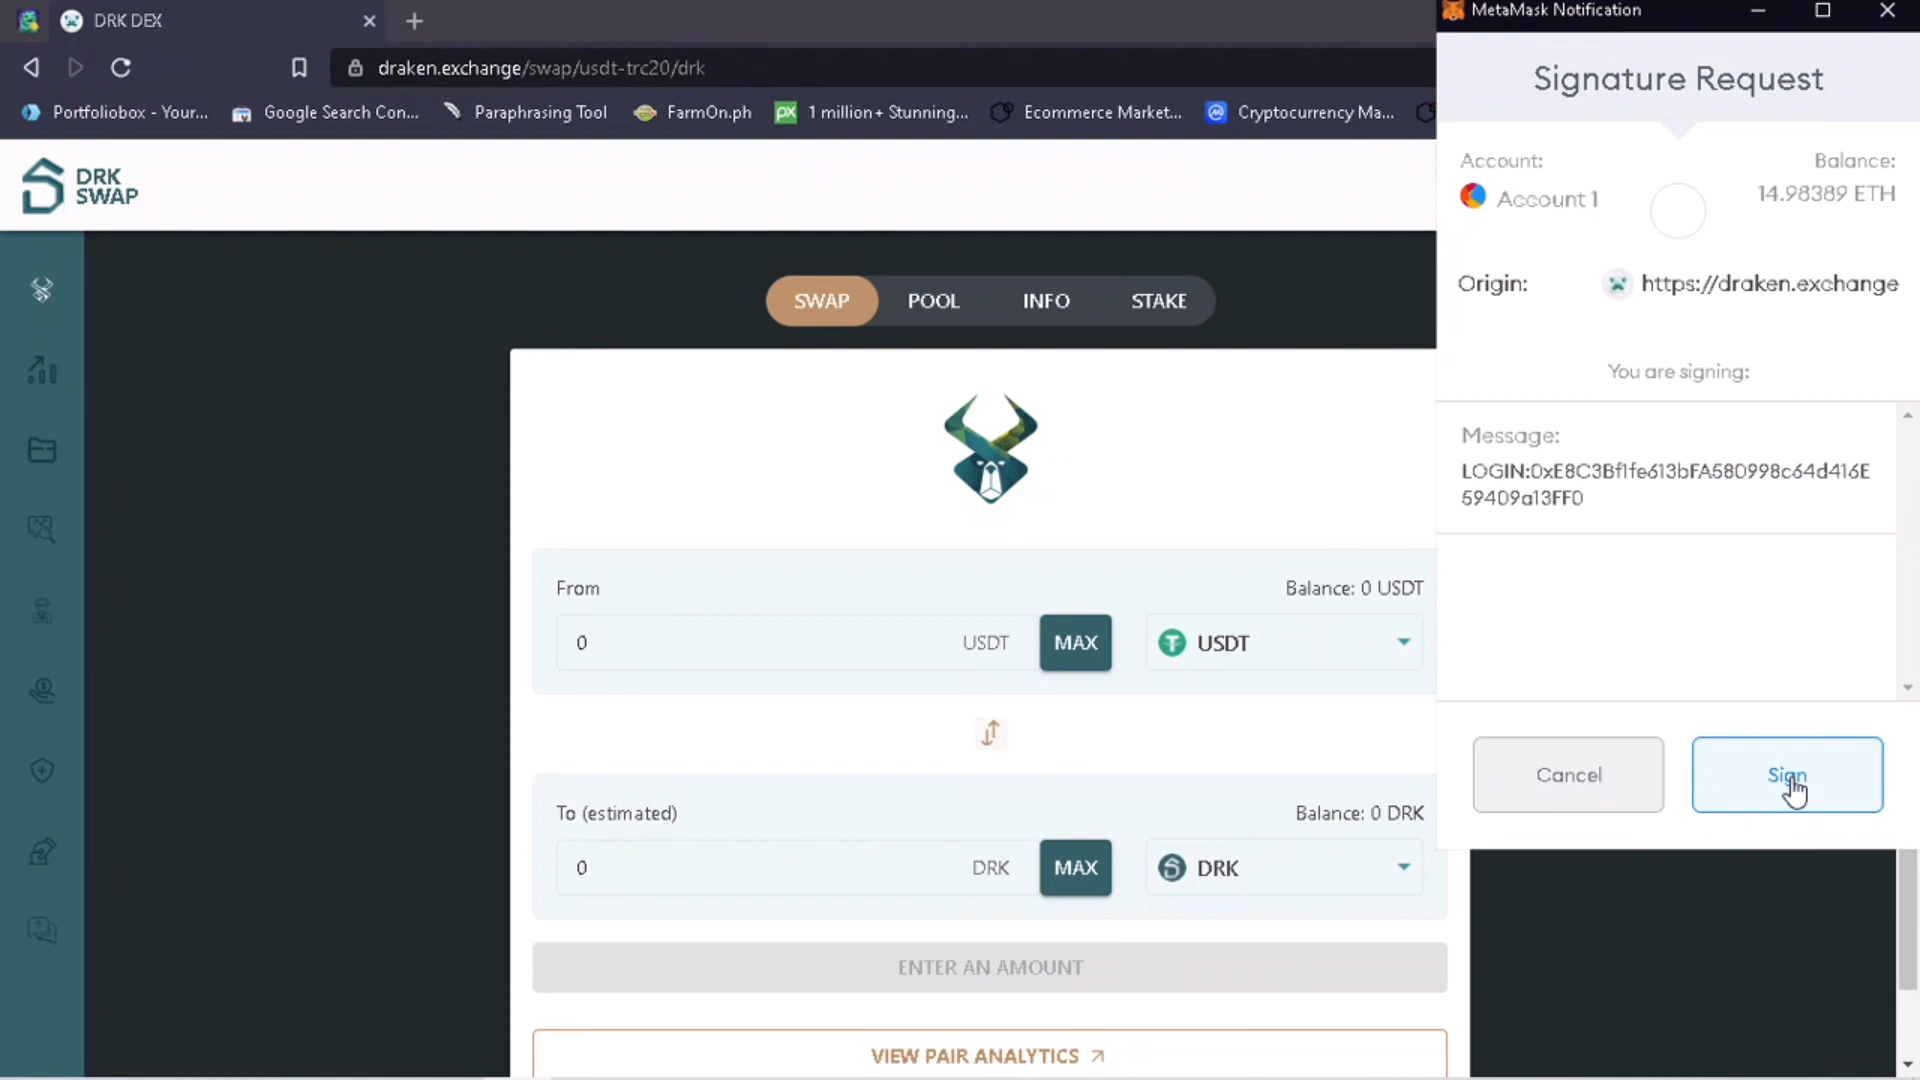 DRK DEX
MetaMask Notification
draken.exchange/swap/usdt-trc20/drk
Portfoliobox - Your...
Google Search Con...
Paraphrasing Tool
FarmOn.ph
px
1 million+ Stunning...
Ecommerce Market...
Cryptocurrency Ma...
Signature Request
Account:
Balance:
Account 1
14.98389 ETH
Origin:
https://draken.exchange
You are signing:
Message:
LOGIN:0xE8C3Bf1fe613bFA580998c64d416E
59409a13FF0
Cancel
Sign
DRK
SWAP
SWAP
POOL
INFO
STAKE
From
Balance: 0 USDT
0
USDT
MAX
USDT
To (estimated)
Balance: 0 DRK
0
DRK
MAX
DRK
ENTER AN AMOUNT
VIEW PAIR ANALYTICS